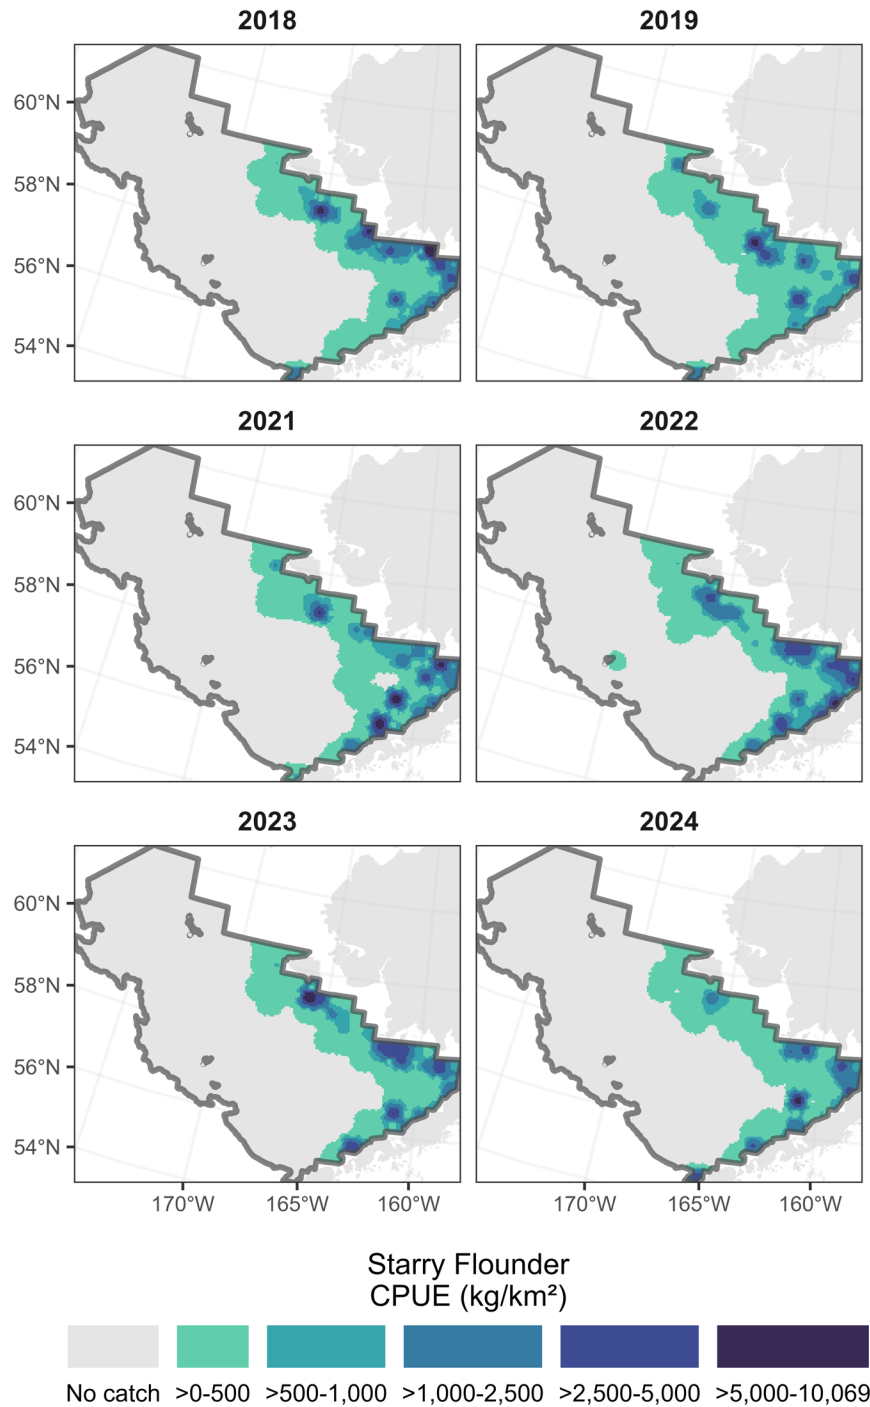 2018 2019
60°N
58°N
56°N
54°N
2021 2022
60°N
58°N
56°N
54°N
2023 2024
60°N
58°N
56°N
54°N
170°W 165°W 160°W 170°W 165°W 160°W
Starry Flounder
CPUE (kg/km²)
No catch >0-500 >500-1,000 >1,000-2,500 >2,500-5,000 >5,000-10,069